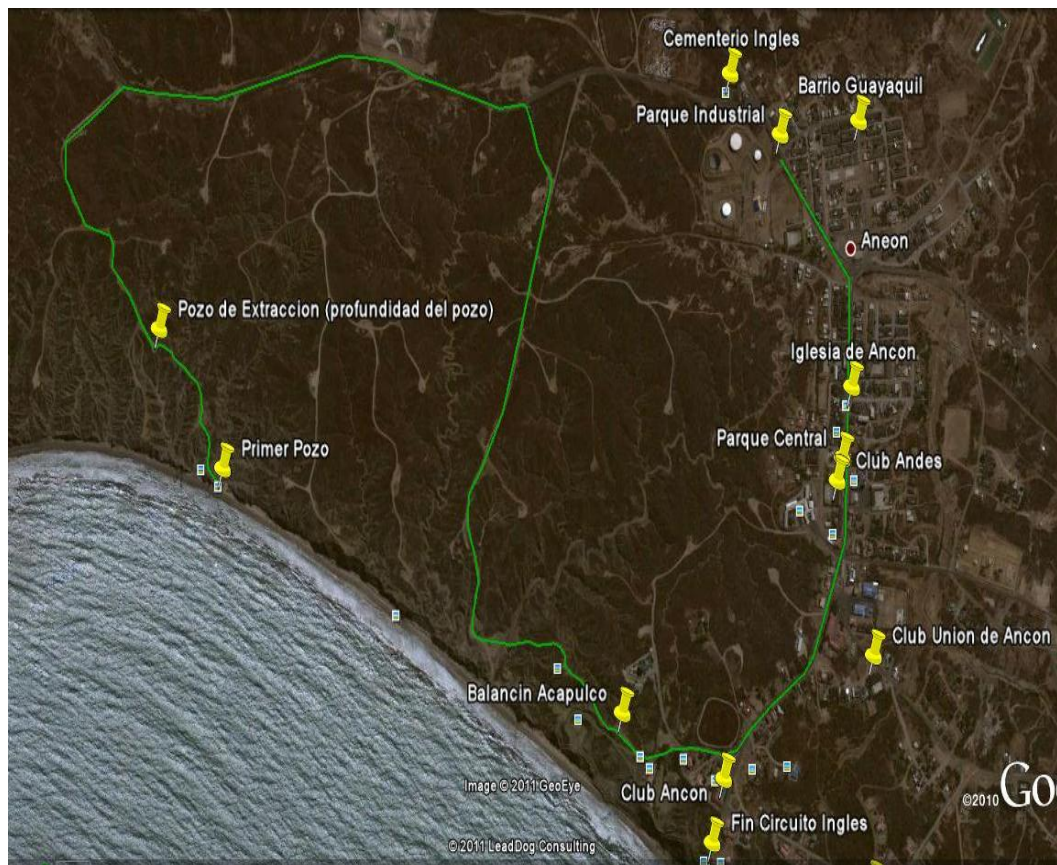 Cementerio Ingles
Barrio Guayaquil
Parque Industrial
Aneon
Pozo de Extraccion (profundidad del pozo)
Iglesia de Ancon
Parque Central
Primer Pozo
Club Andes
Club Union de Ancon
Balancin Acapulco
Image © 2011 GeoEye
Club Ancon
©2010 Goo
Fin Circuito Ingles
© 2011 LeadDog Consulting